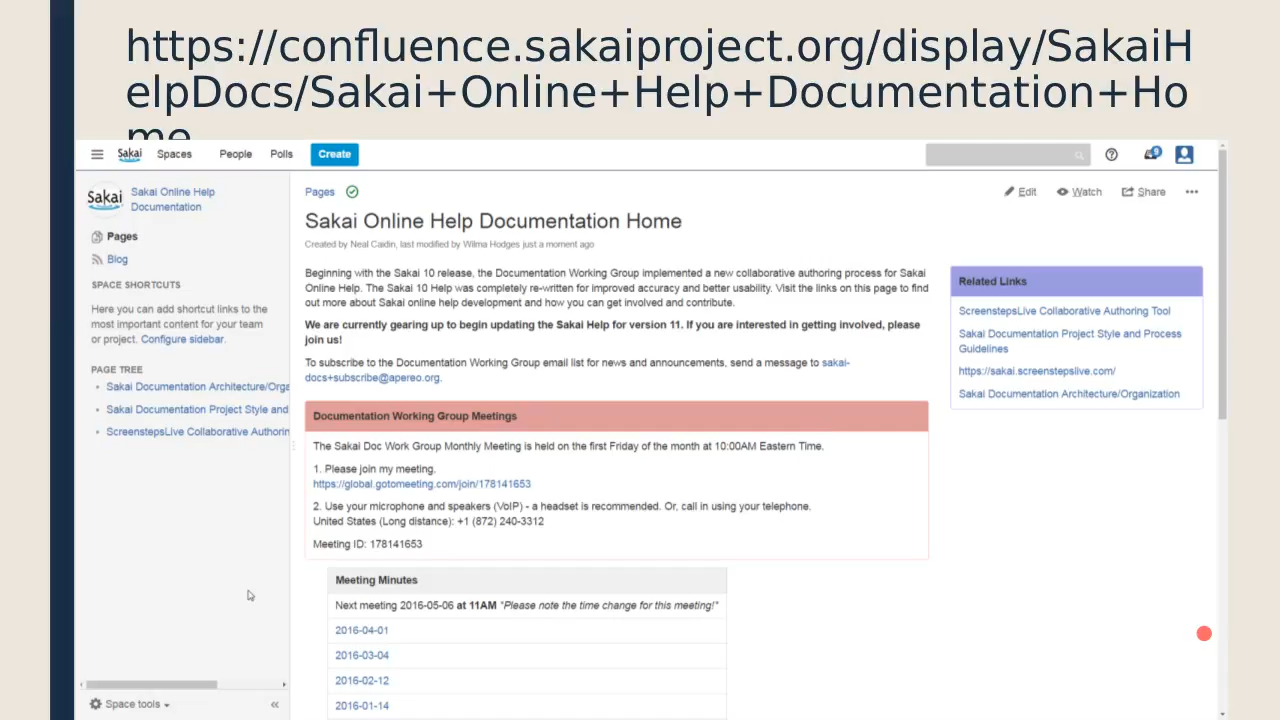 https://confluence.sakaiproject.org/display/SakaiH
elpDocs/Sakai+Online+Help+Documentation+Ho
me
Sakai Spaces People Polls Create
9
Sakai
Sakai Online Help
Documentation
Pages
Blog
SPACE SHORTCUTS
Here you can add shortcut links to the
most important content for your team
or project. Configure sidebar.
PAGE TREE
Sakai Documentation Architecture/Orga
Sakai Documentation Project Style and
ScreenstepsLive Collaborative Authorin
Space tools
Pages
Edit Watch Share
Sakai Online Help Documentation Home
Created by Neal Caidin, last modified by Wilma Hodges just a moment ago
Beginning with the Sakai 10 release, the Documentation Working Group implemented a new collaborative authoring process for Sakai
Online Help. The Sakai 10 Help was completely re-written for improved accuracy and better usability. Visit the links on this page to find
out more about Sakai online help development and how you can get involved and contribute.
We are currently gearing up to begin updating the Sakai Help for version 11. If you are interested in getting involved, please
join us!
To subscribe to the Documentation Working Group email list for news and announcements, send a message to sakai-
docs+subscribe@apereo.org.
Documentation Working Group Meetings
The Sakai Doc Work Group Monthly Meeting is held on the first Friday of the month at 10:00AM Eastern Time.
1. Please join my meeting.
https://global.gotomeeting.com/join/178141653
2. Use your microphone and speakers (VoIP) - a headset is recommended. Or, call in using your telephone.
United States (Long distance): +1 (872) 240-3312
Meeting ID: 178141653
Meeting Minutes
Next meeting 2016-05-06 at 11AM "Please note the time change for this meeting!"
2016-04-01
2016-03-04
2016-02-12
2016-01-14
Related Links
ScreenstepsLive Collaborative Authoring Tool
Sakai Documentation Project Style and Process
Guidelines
https://sakai.screenstepslive.com/
Sakai Documentation Architecture/Organization